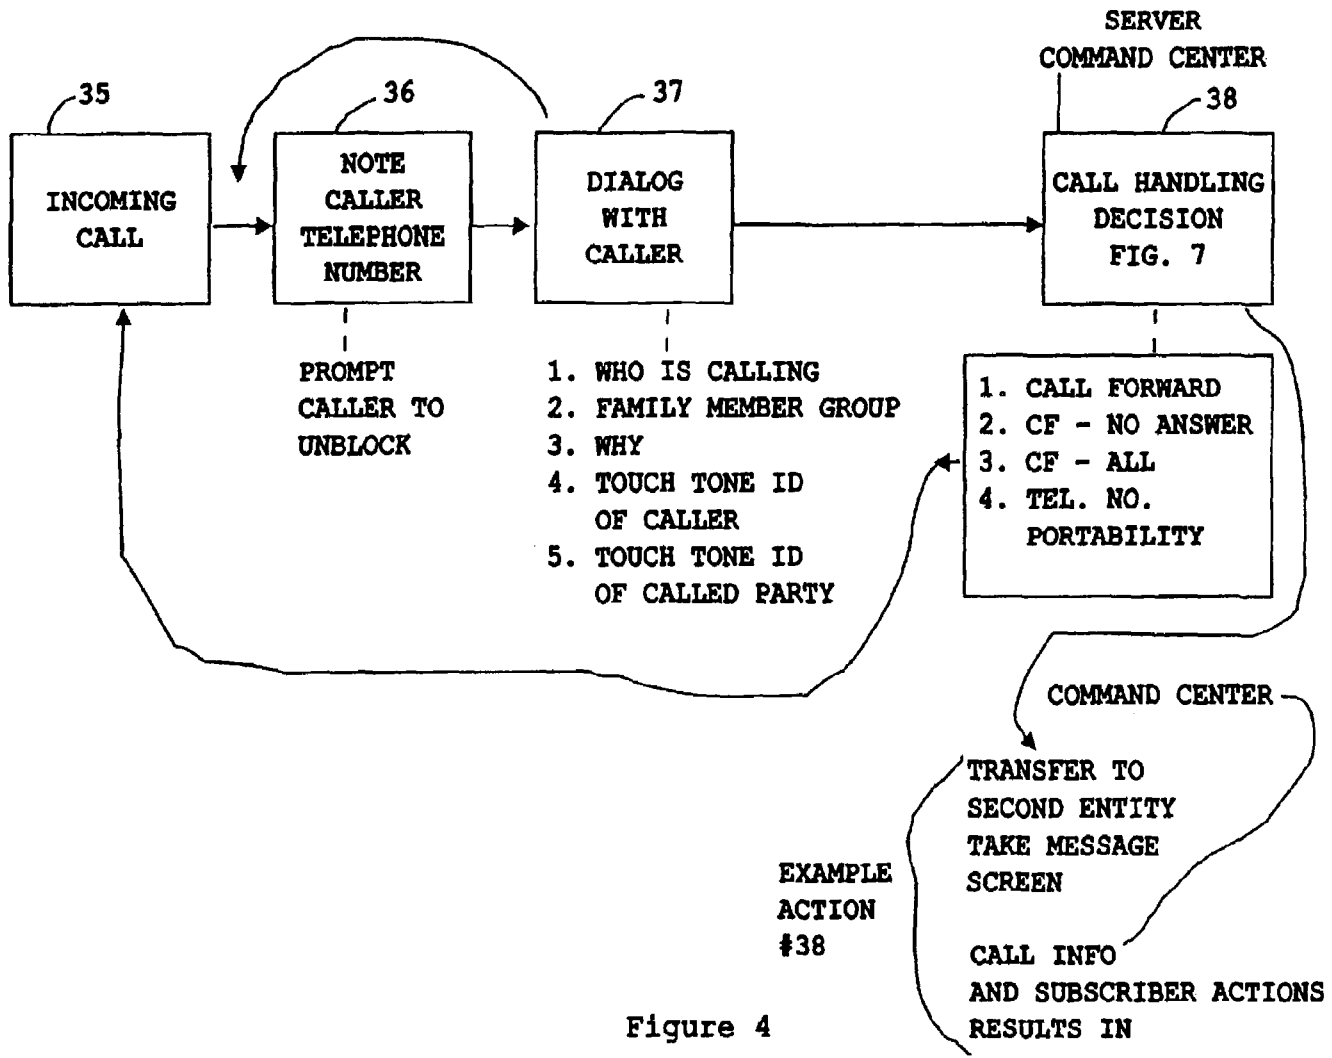 SERVER
COMMAND CENTER
35
36
37
38
INCOMING
CALL
NOTE
CALLER
TELEPHONE
NUMBER
DIALOG
WITH
CALLER
CALL HANDLING
DECISION
FIG. 7
PROMPT
CALLER TO
UNBLOCK
1. WHO IS CALLING
2. FAMILY MEMBER GROUP
3. WHY
4. TOUCH TONE ID
OF CALLER
5. TOUCH TONE ID
OF CALLED PARTY
1. CALL FORWARD
2. CF - NO ANSWER
3. CF - ALL
4. TEL. NO.
PORTABILITY
COMMAND CENTER
TRANSFER TO
SECOND ENTITY
TAKE MESSAGE
SCREEN
EXAMPLE
ACTION
#38
CALL INFO
AND SUBSCRIBER ACTIONS
RESULTS IN
Figure 4